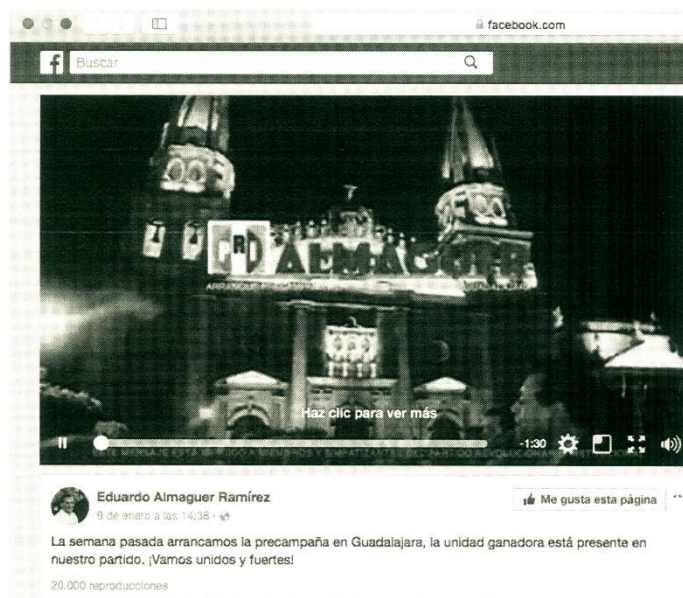 facebook.com
f
Buscar
Haz clic para ver más
-1:30
Eduardo Almaguer Ramírez
9 de enero a las 14:38 ·
Me gusta esta página
La semana pasada arrancamos la precampaña en Guadalajara, la unidad ganadora está presente en
nuestro partido. ¡Vamos unidos y fuertes!
20.000 reproducciones